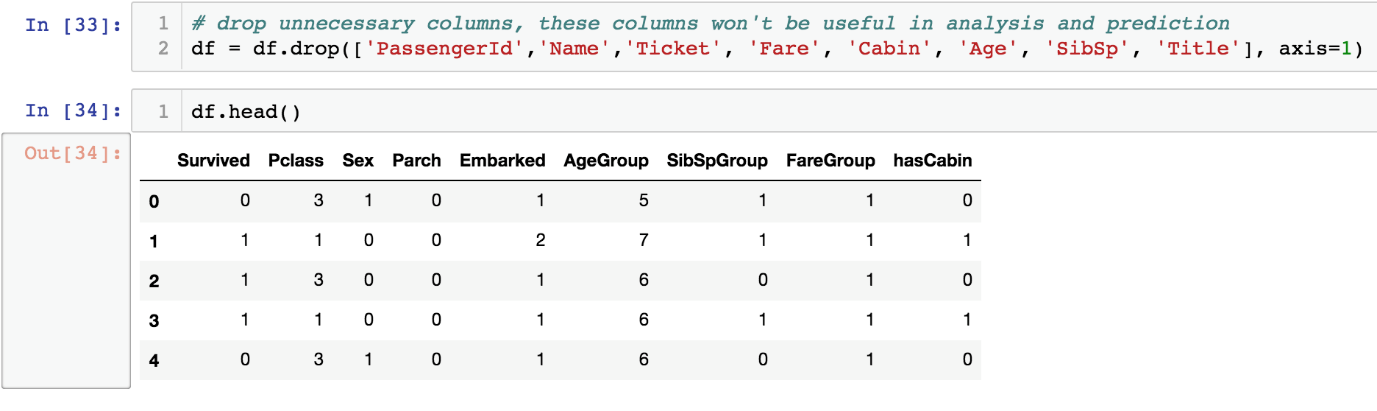 In [33]: 1 # drop unnecessary columns, these columns won't be useful in analysis and prediction
2 df = df.drop(['PassengerId','Name','Ticket', 'Fare', 'Cabin', 'Age', 'SibSp', 'Title'], axis=1)
In [34]: 1 df.head()
Out[34]:
Survived Pclass Sex Parch Embarked AgeGroup SibSpGroup FareGroup hasCabin
0 0 3 1 0 1 5 1 1 0
1 1 1 0 0 2 7 1 1 1
2 1 3 0 0 1 6 0 1 0
3 1 1 0 0 1 6 1 1 1
4 0 3 1 0 1 6 0 1 0